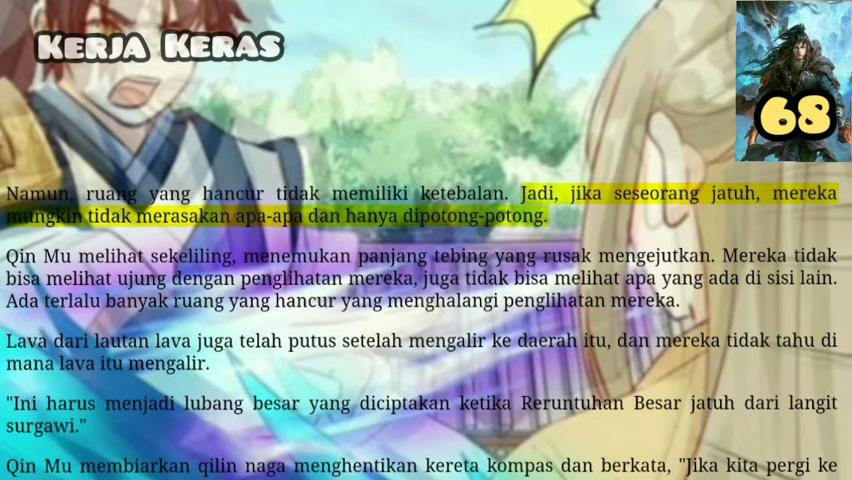 Kerja Keras
68
Namun, ruang yang hancur tidak memiliki ketebalan. Jadi, jika seseorang jatuh, mereka
mungkin tidak merasakan apa-apa dan hanya dipotong-potong.
Qin Mu melihat sekeliling, menemukan panjang tebing yang rusak mengejutkan. Mereka tidak
bisa melihat ujung dengan penglihatan mereka, juga tidak bisa melihat apa yang ada di sisi lain.
Ada terlalu banyak ruang yang hancur yang menghalangi penglihatan mereka.
Lava dari lautan lava juga telah putus setelah mengalir ke daerah itu, dan mereka tidak tahu di
mana lava itu mengalir.
"Ini harus menjadi lubang besar yang diciptakan ketika Reruntuhan Besar jatuh dari langit
surgawi."
Qin Mu membiarkan qilin naga menghentikan kereta kompas dan berkata, "Jika kita pergi ke